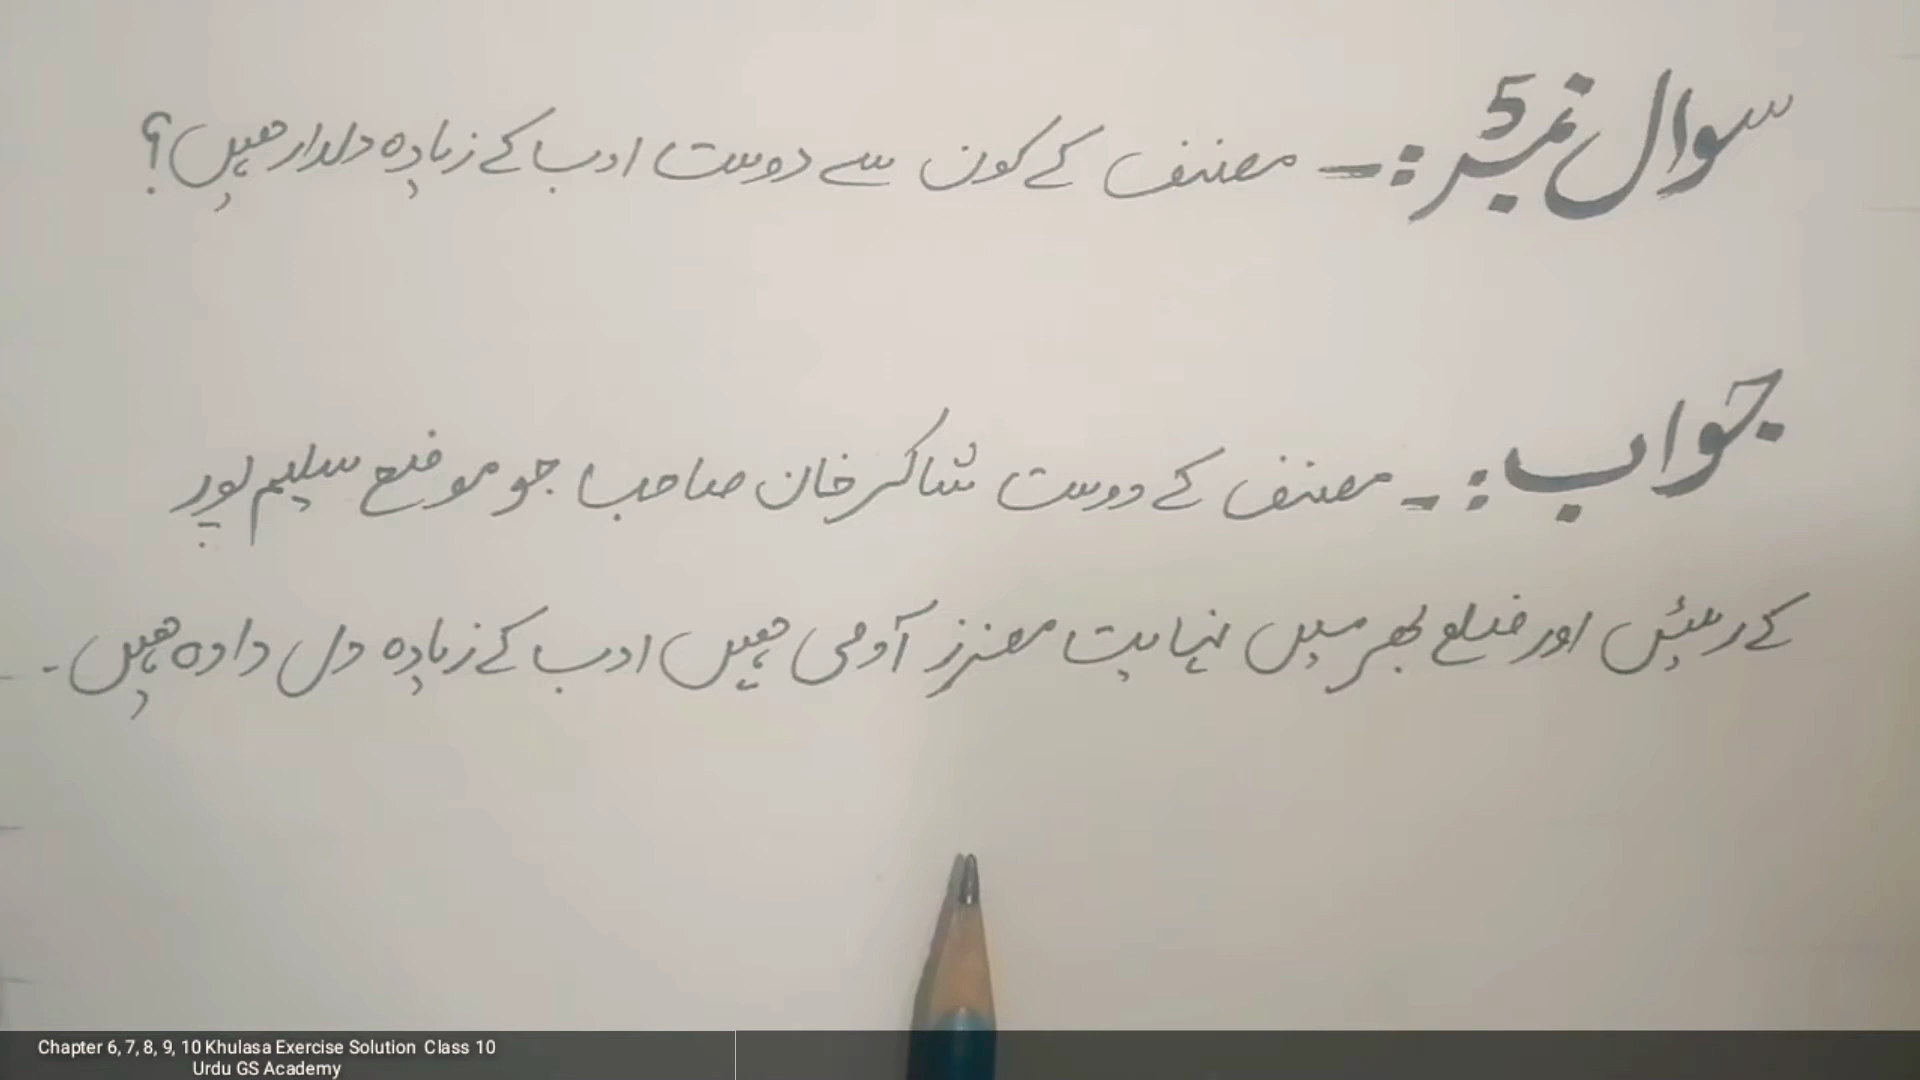 سوال نمبر 5 :- مصنف کے کون سے دوست ادب کے زیادہ دلدار ہیں؟
جواب :- مصنف کے دوست شاکر خان صاحب جو موضع سلیم پور
کے رئیس اور ضلع بھر میں نہایت معزز آدمی ہیں ادب کے زیادہ دل دادہ ہیں۔
Chapter 6, 7, 8, 9, 10 Khulasa Exercise Solution Class 10
Urdu GS Academy